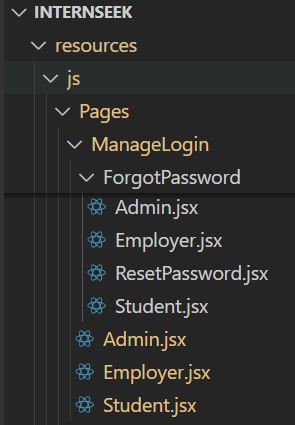 INTERNSEEK
resources
js
Pages
ManageLogin
ForgotPassword
Admin.jsx
Employer.jsx
ResetPassword.jsx
Student.jsx
Admin.jsx
Employer.jsx
Student.jsx